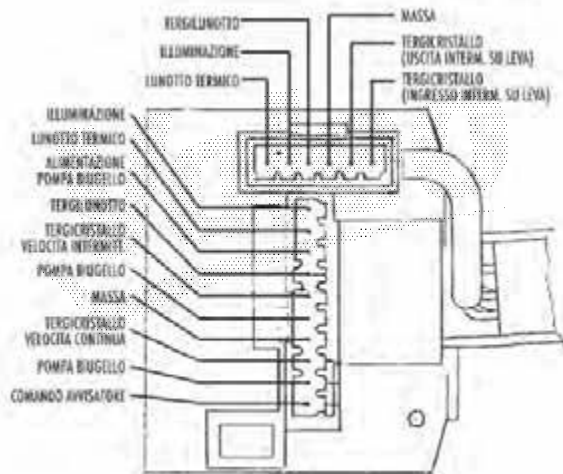 TERGILUNOTTO
ILLUMINAZIONE
LUNOTTO TERMICO
MASSA
TERGICRISTALLO
(USCITA INTERM. SU LEVA)
TERGICRISTALLO
(INGRESSO INTERM. SU LEVA)
ILLUMINAZIONE
LUNOTTO TERMICO
ALIMENTAZIONE
POMPA BIUGELLO
TERGILUNOTTO
TERGICRISTALLO
VELOCITA INTERMITT.
POMPA BIUGELLO
MASSA
TERGICRISTALLO
VELOCITA CONTINUA
POMPA BIUGELLO
COMANDO AVVISATORE